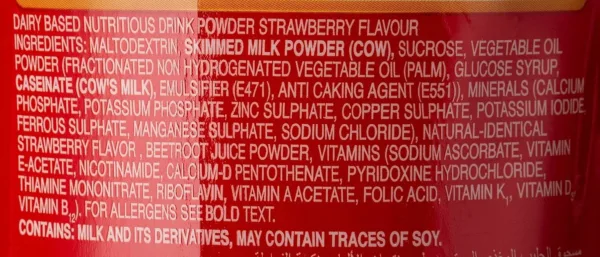 DAIRY BASED NUTRITIOUS DRINK POWDER STRAWBERRY FLAVOUR
INGREDIENTS: MALTODEXTRIN, SKIMMED MILK POWDER (COW), SUCROSE, VEGETABLE OIL
POWDER (FRACTIONATED NON HYDROGENATED VEGETABLE OIL (PALM), GLUCOSE SYRUP,
CASEINATE (COW'S MILK), EMULSIFIER (E471), ANTI CAKING AGENT (E551)), MINERALS (CALCIUM
PHOSPHATE, POTASSIUM PHOSPHATE, ZINC SULPHATE, COPPER SULPHATE, POTASSIUM IODIDE,
FERROUS SULPHATE, MANGANESE SULPHATE, SODIUM CHLORIDE), NATURAL-IDENTICAL
STRAWBERRY FLAVOR , BEETROOT JUICE POWDER, VITAMINS (SODIUM ASCORBATE, VITAMIN
E-ACETATE, NICOTINAMIDE, CALCIUM-D PENTOTHENATE, PYRIDOXINE HYDROCHLORIDE,
THIAMINE MONONITRATE, RIBOFLAVIN, VITAMIN A ACETATE, FOLIC ACID, VITAMIN K₁, VITAMIN D,
VITAMIN B₁₂). FOR ALLERGENS SEE BOLD TEXT.
CONTAINS: MILK AND ITS DERIVATIVES, MAY CONTAIN TRACES OF SOY.